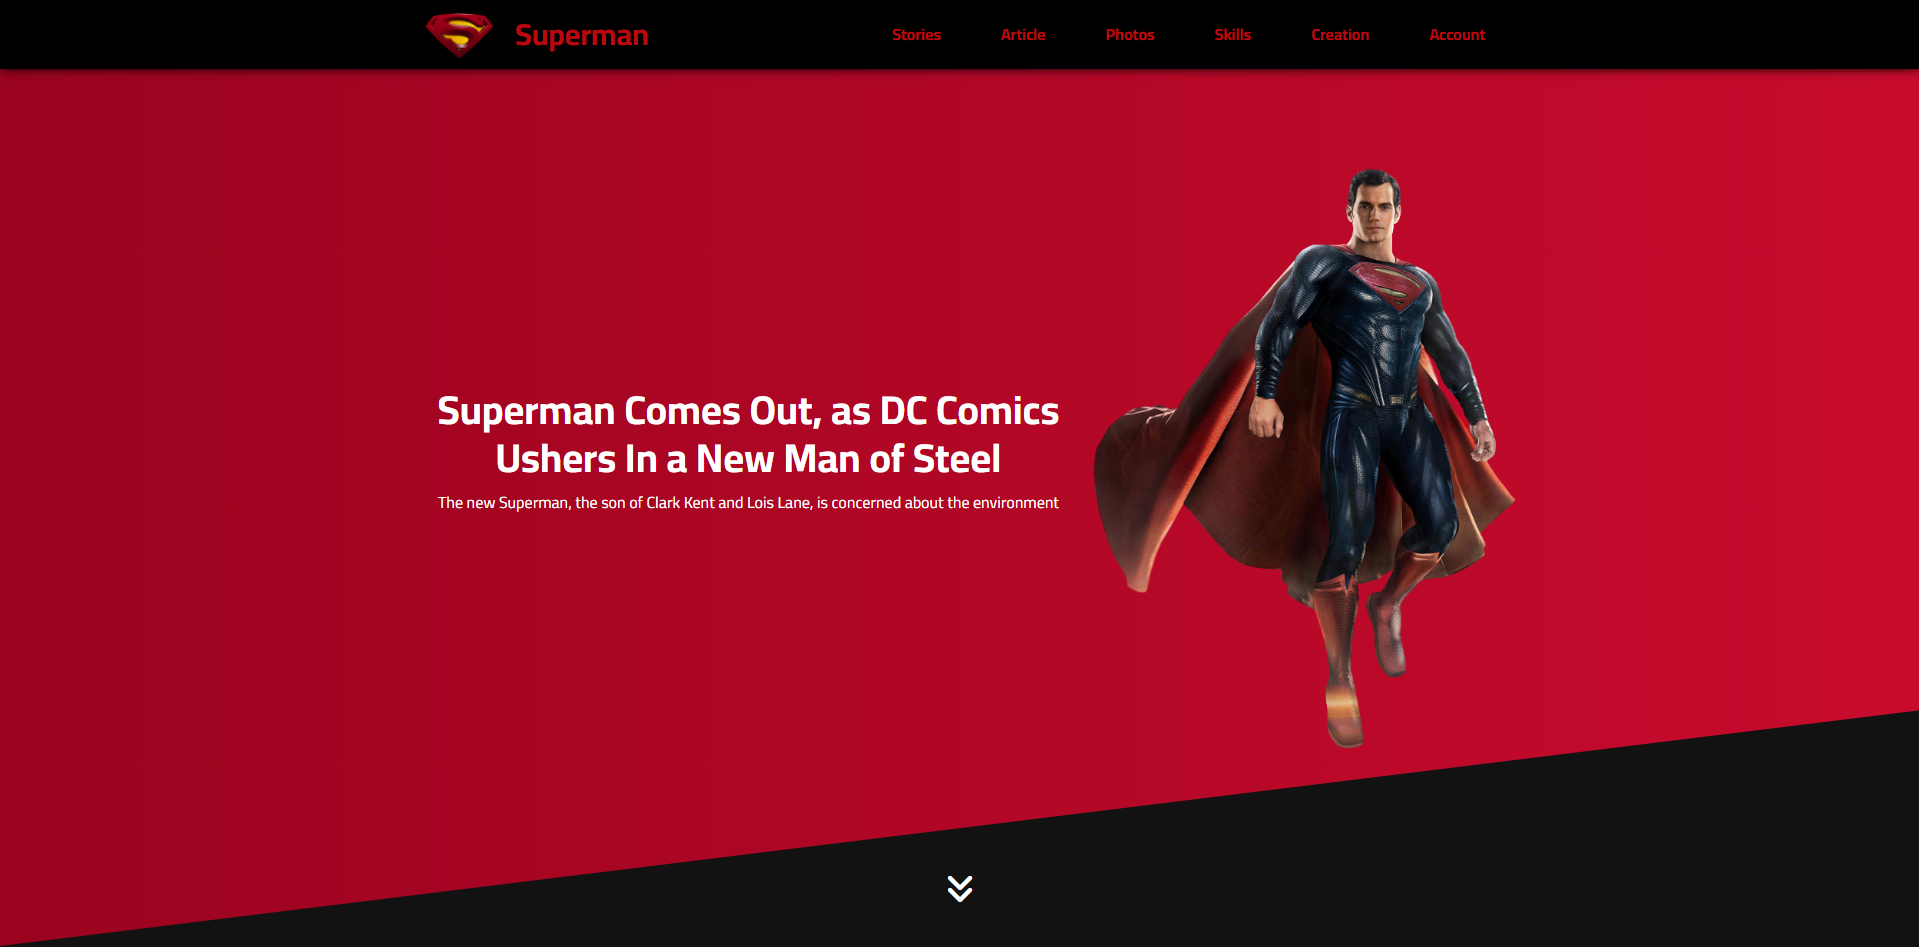 Superman
Stories
Article
Photos
Skills
Creation
Account
Superman Comes Out, as DC Comics
Ushers In a New Man of Steel
The new Superman, the son of Clark Kent and Lois Lane, is concerned about the environment